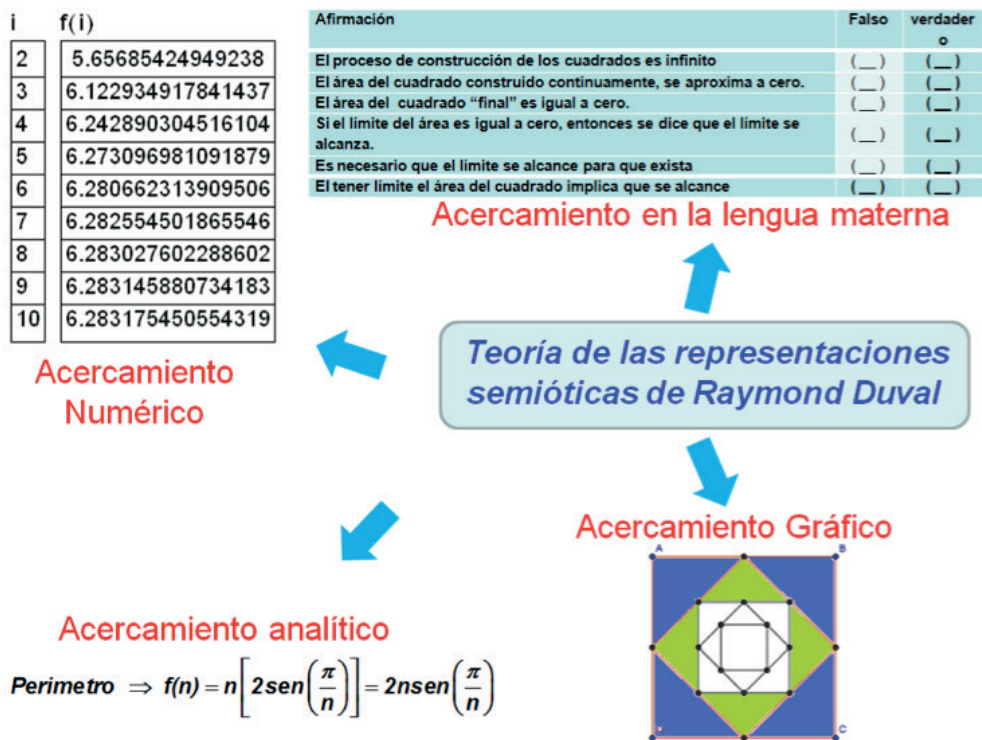 i f(i)
2 5.65685424949238
3 6.122934917841437
4 6.242890304516104
5 6.273096981091879
6 6.280662313909506
7 6.282554501865546
8 6.283027602288602
9 6.283145880734183
10 6.283175450554319
Acercamiento
Numérico
Afirmación Falso verdader
o
El proceso de construcción de los cuadrados es infinito (__) (__)
El área del cuadrado construido continuamente, se aproxima a cero. (__) (__)
El área del cuadrado “final” es igual a cero. (__) (__)
Si el límite del área es igual a cero, entonces se dice que el límite se
alcanza. (__) (__)
Es necesario que el límite se alcance para que exista (__) (__)
El tener límite el área del cuadrado implica que se alcance (__) (__)
Acercamiento en la lengua materna
Teoría de las representaciones
semióticas de Raymond Duval
Acercamiento Gráfico
A B
C
Acercamiento analítico
Perimetro ⇒ f(n) = n[2sen(π/n)] = 2nsen(π/n)